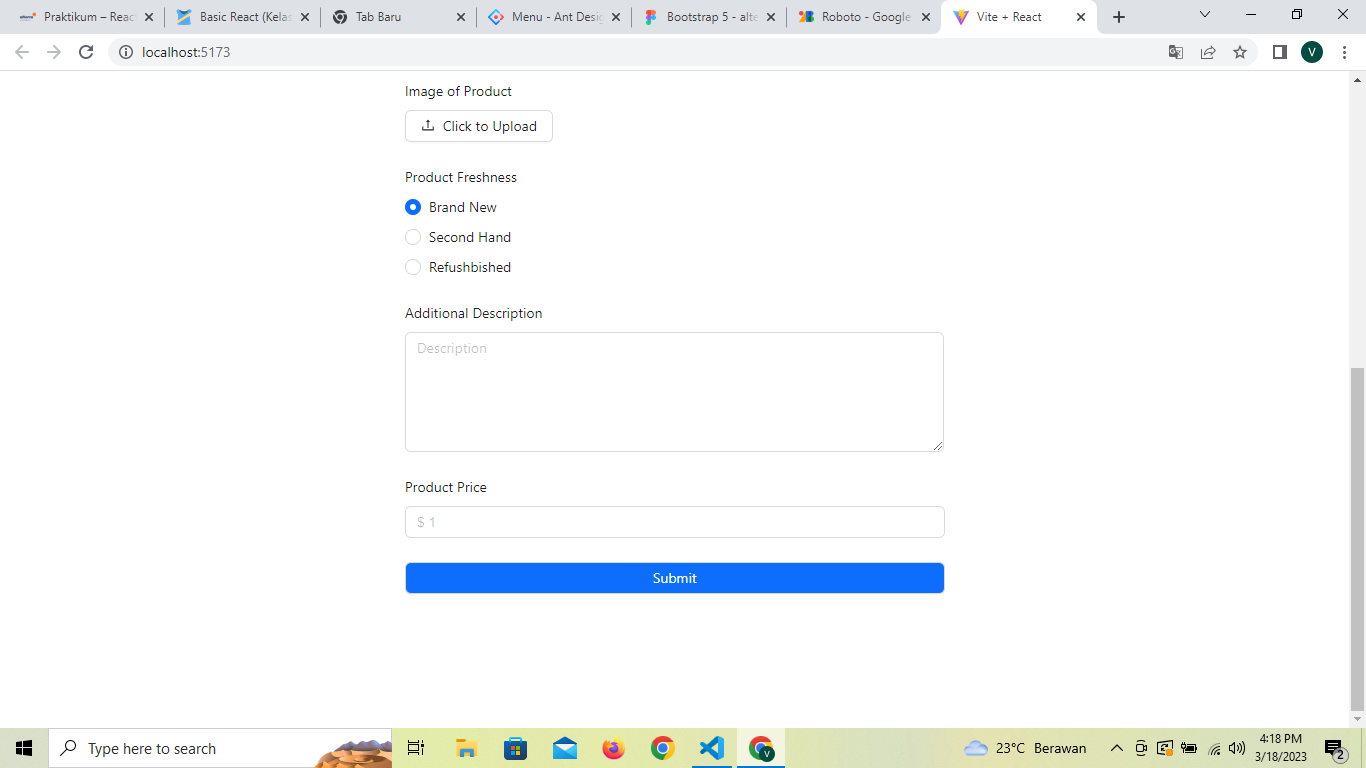 Praktikum – Reac
Basic React (Kelas
Tab Baru
Menu - Ant Desig
Bootstrap 5 - alte
Roboto - Google
Vite + React
localhost:5173
V
Image of Product
Click to Upload
Product Freshness
Brand New
Second Hand
Refushbished
Additional Description
Description
Product Price
$ 1
Submit
Type here to search
V
23°C Berawan
4:18 PM
3/18/2023
2